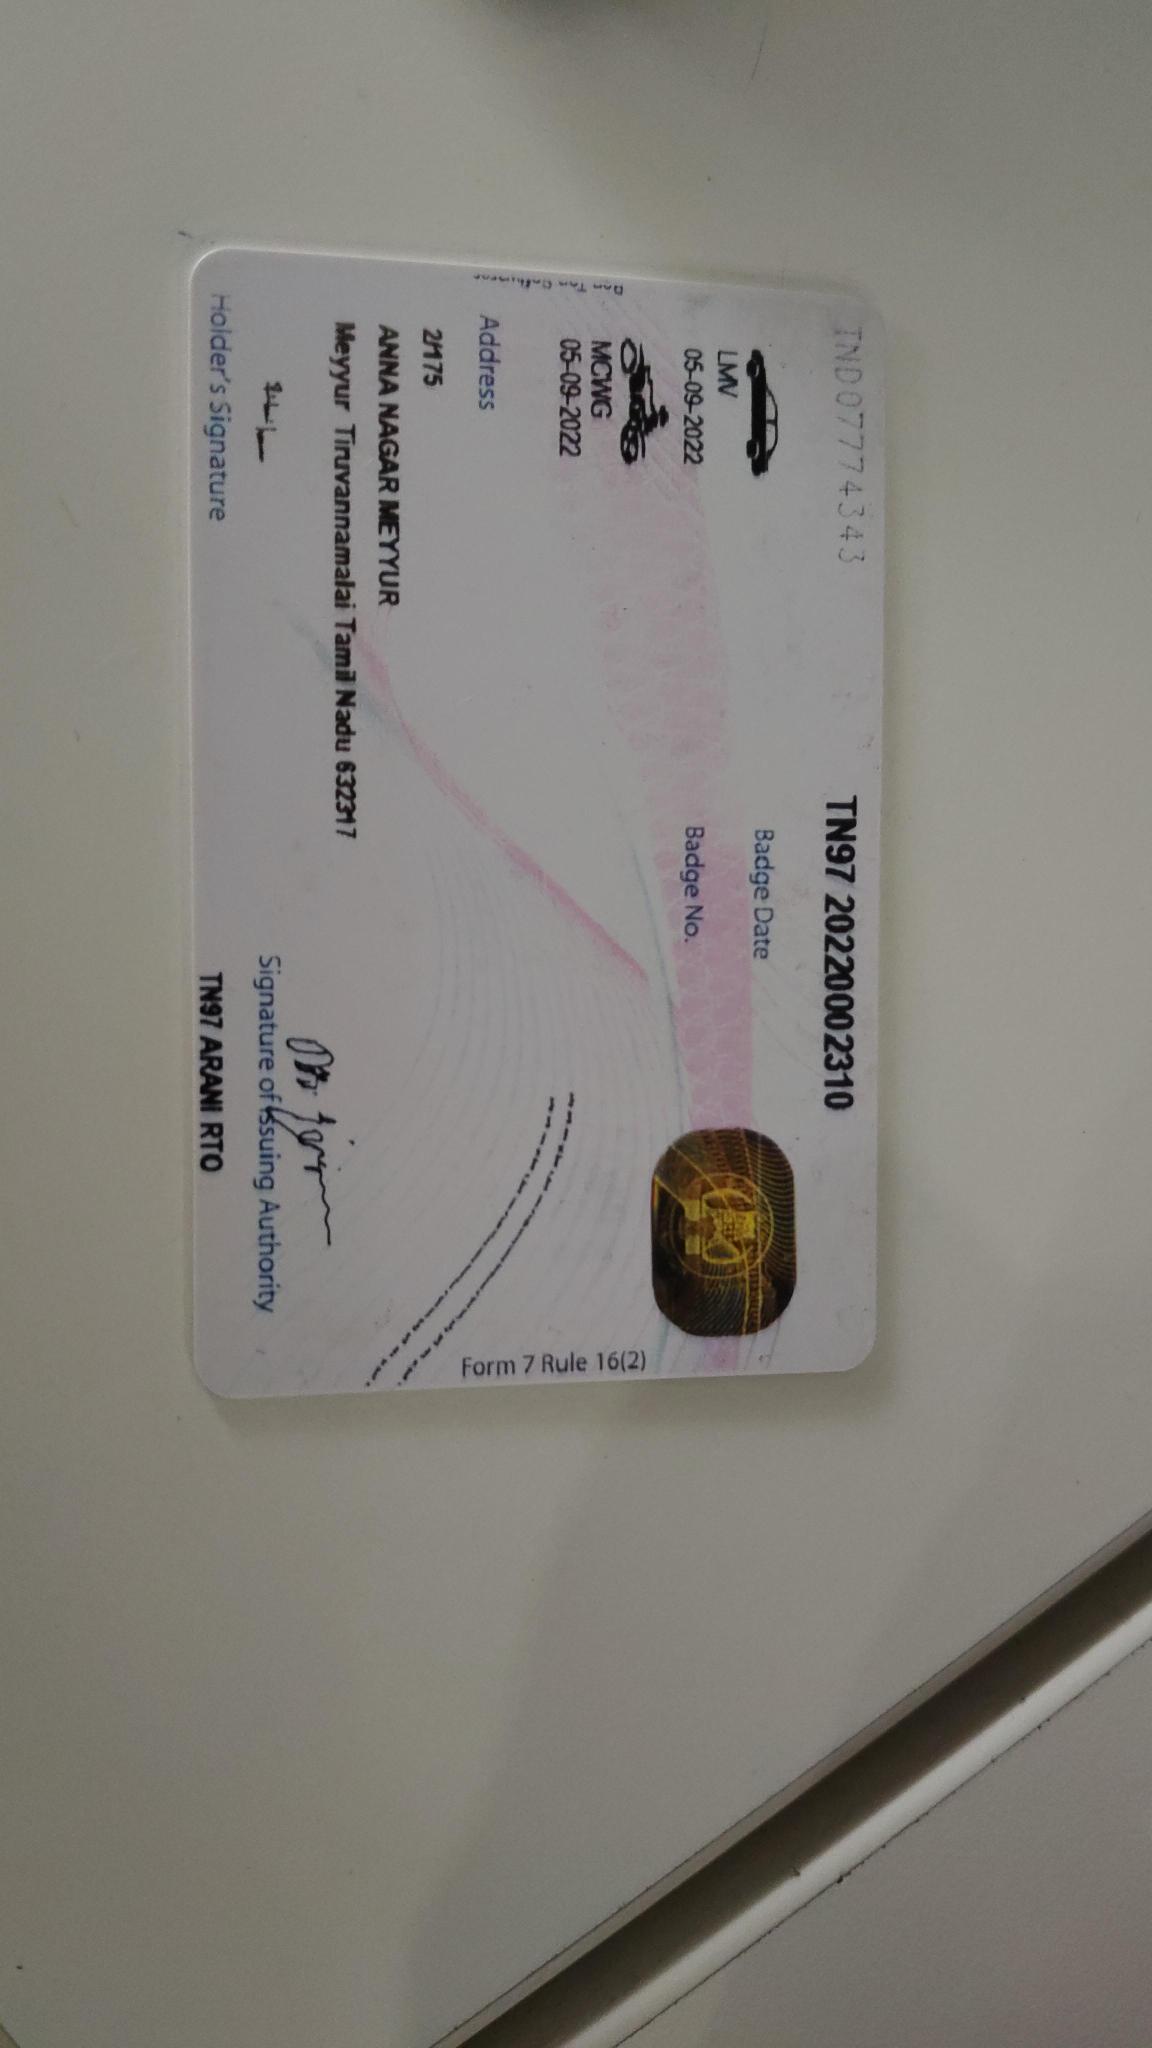 TND07774343
TN97 20220002310
LMV
05-09-2022
Badge Date
MCWG
05-09-2022
Badge No.
Address
2/175
ANNA NAGAR MEYYUR
Meyyur Tiruvannamalai Tamil Nadu 632317
Holder's Signature
Signature of Issuing Authority
TN97 ARANI RTO
Form 7 Rule 16(2)